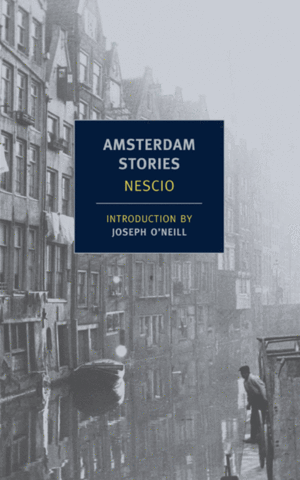 AMSTERDAM
STORIES
NESCIO
INTRODUCTION BY
JOSEPH O'NEILL